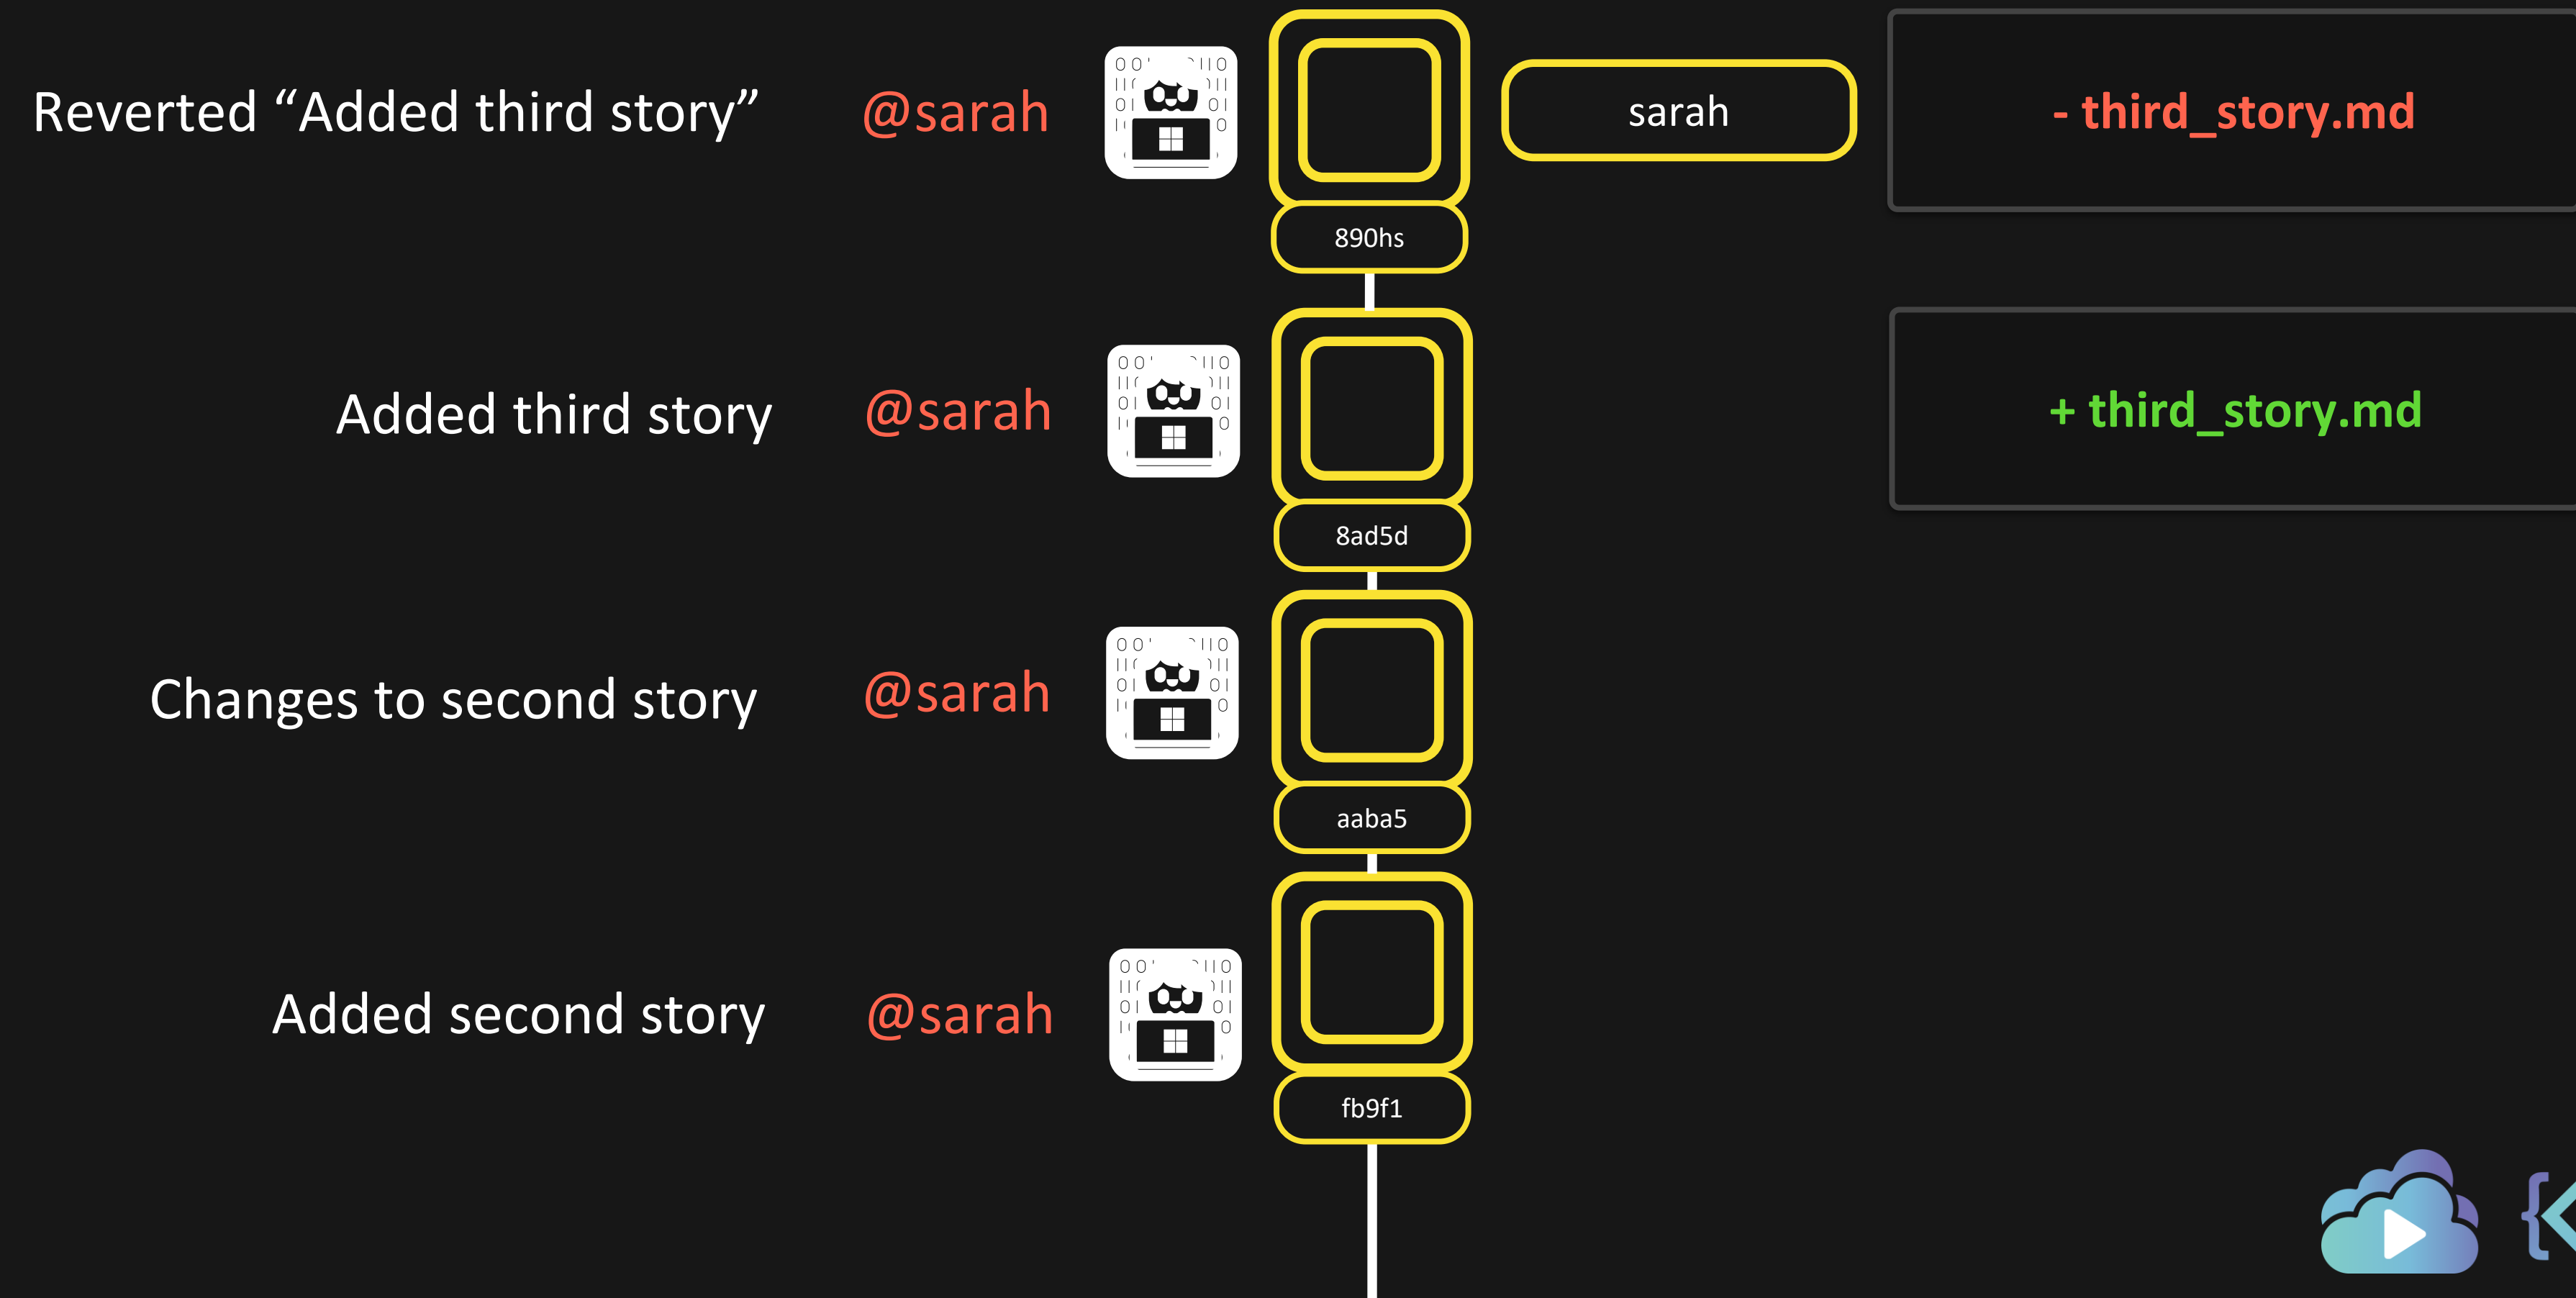 Reverted “Added third story”
@sarah
sarah
- third_story.md
890hs
Added third story
@sarah
+ third_story.md
8ad5d
Changes to second story
@sarah
aaba5
Added second story
@sarah
fb9f1